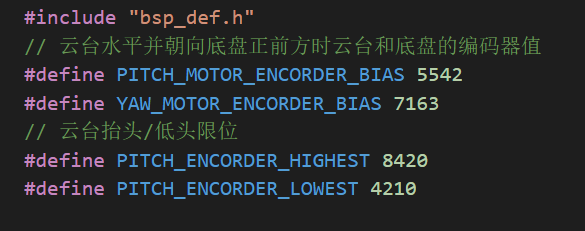 #include "bsp_def.h"
// 云台水平并朝向底盘正前方时云台和底盘的编码器值
#define PITCH_MOTOR_ENCORDER_BIAS 5542
#define YAW_MOTOR_ENCORDER_BIAS 7163
// 云台抬头/低头限位
#define PITCH_ENCORDER_HIGHEST 8420
#define PITCH_ENCORDER_LOWEST 4210